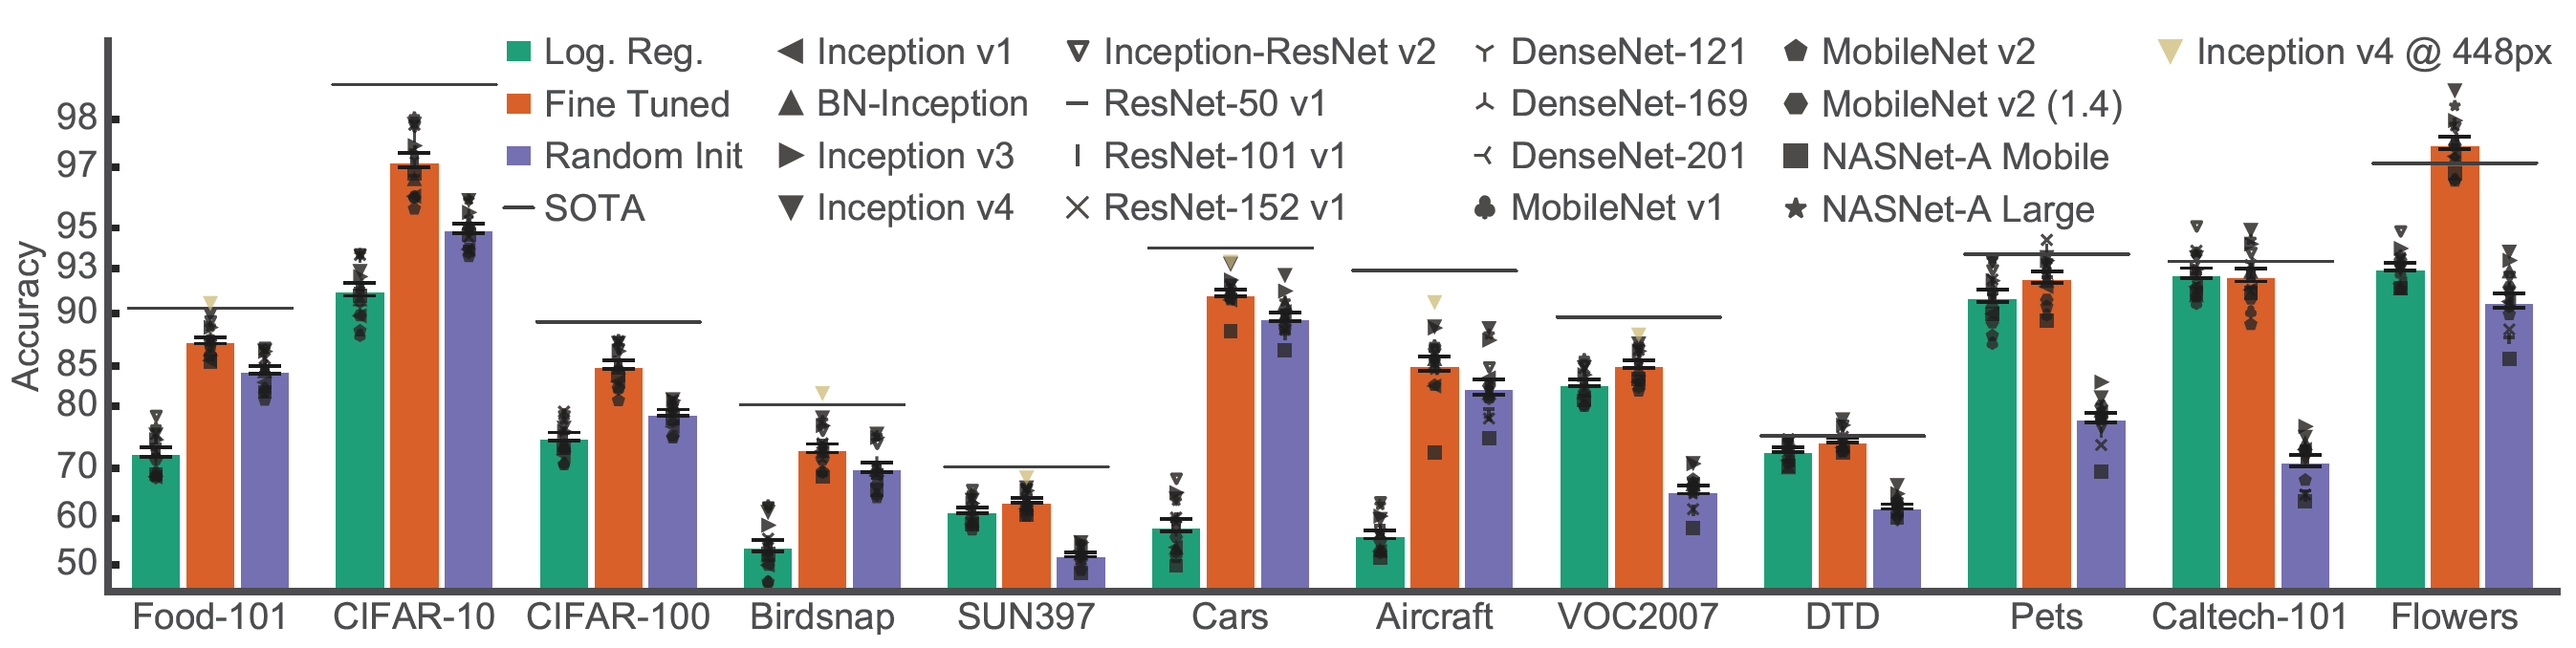 Log. Reg.
Fine Tuned
Random Init
SOTA
Inception v1
BN-Inception
Inception v3
Inception v4
Inception-ResNet v2
ResNet-50 v1
ResNet-101 v1
ResNet-152 v1
DenseNet-121
DenseNet-169
DenseNet-201
MobileNet v1
MobileNet v2
MobileNet v2 (1.4)
NASNet-A Mobile
NASNet-A Large
Inception v4 @ 448px
Accuracy
98
97
95
93
90
85
80
70
60
50
Food-101 CIFAR-10 CIFAR-100 Birdsnap SUN397 Cars Aircraft VOC2007 DTD Pets Caltech-101 Flowers